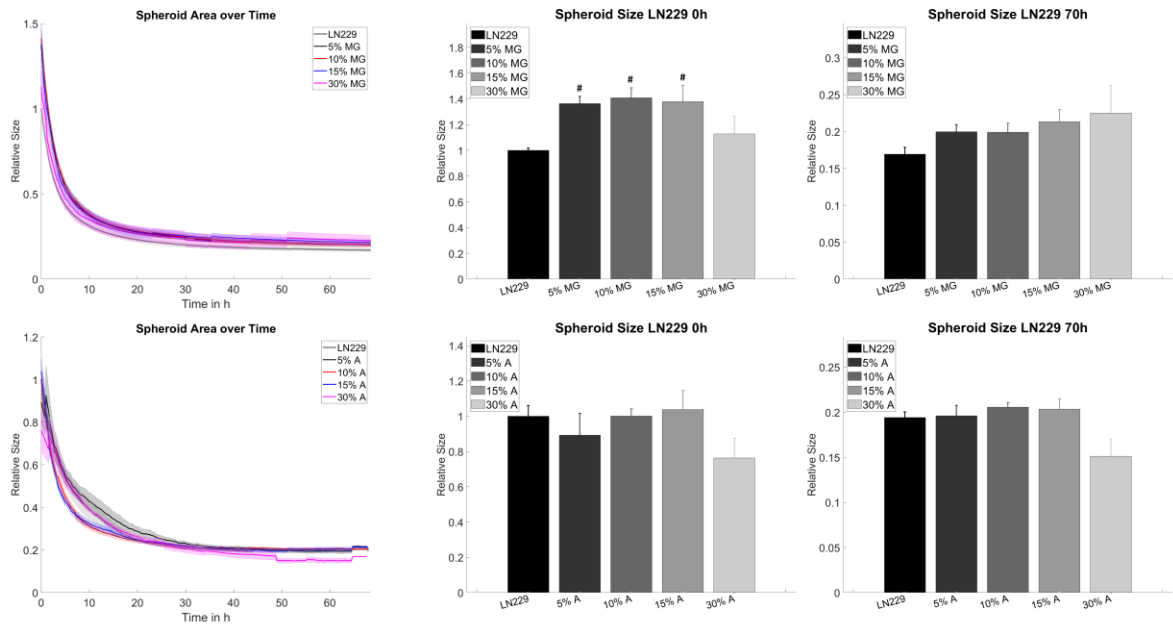 Spheroid Area over Time
1.5
1
0.5
0
Relative Size
0 10 20 30 40 50 60
Time in h
LN229
5% MG
10% MG
15% MG
30% MG
Spheroid Size LN229 0h
1.8
1.6
1.4
1.2
1
0.8
0.6
0.4
0.2
0
Relative Size
LN229
5% MG
10% MG
15% MG
30% MG
# # #
LN229 5% MG 10% MG 15% MG 30% MG
Spheroid Size LN229 70h
0.3
0.25
0.2
0.15
0.1
0.05
0
Relative Size
LN229
5% MG
10% MG
15% MG
30% MG
LN229 5% MG 10% MG 15% MG 30% MG
Spheroid Area over Time
1.2
1
0.8
0.6
0.4
0.2
0
Relative Size
0 10 20 30 40 50 60
Time in h
LN229
5% A
10% A
15% A
30% A
Spheroid Size LN229 0h
1.4
1.2
1
0.8
0.6
0.4
0.2
0
Relative Size
LN229
5% A
10% A
15% A
30% A
LN229 5% A 10% A 15% A 30% A
Spheroid Size LN229 70h
0.25
0.2
0.15
0.1
0.05
0
Relative Size
LN229
5% A
10% A
15% A
30% A
LN229 5% A 10% A 15% A 30% A